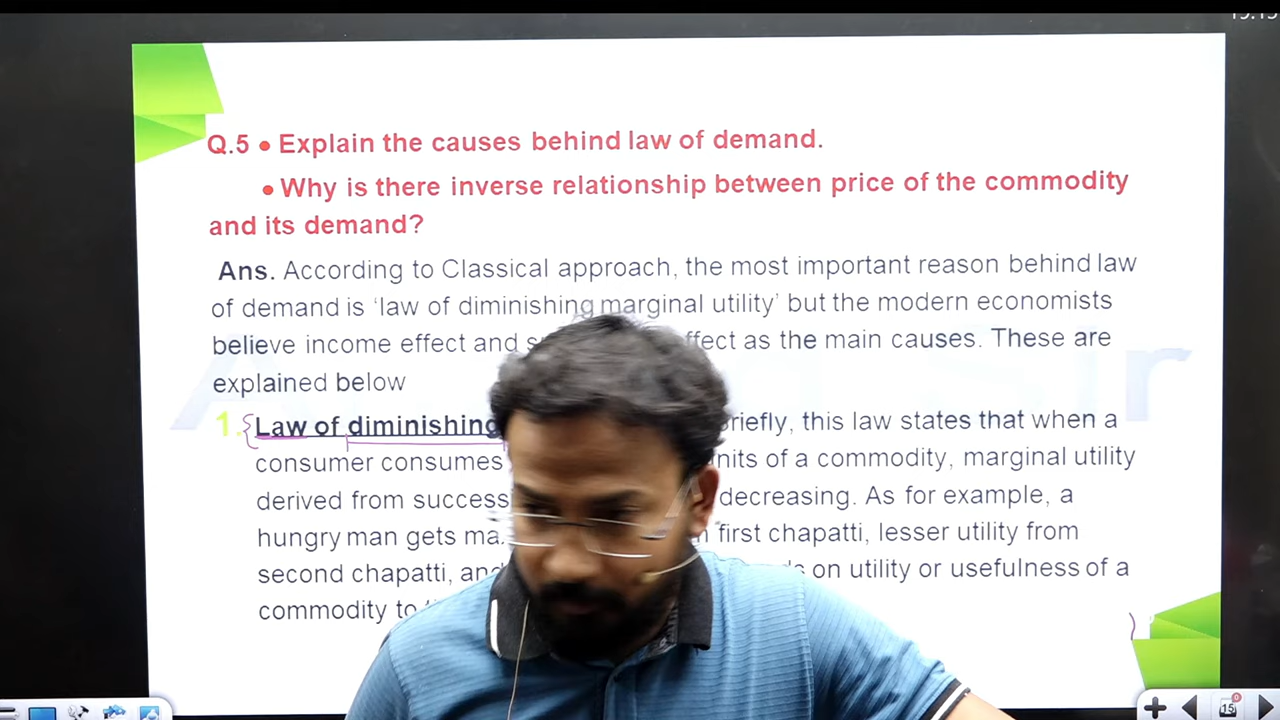 Q.5 • Explain the causes behind law of demand.
• Why is there inverse relationship between price of the commodity
and its demand?
Ans. According to Classical approach, the most important reason behind law
of demand is ‘law of diminishing marginal utility’ but the modern economists
believe income effect and effect as the main causes. These are
explained below
1. Law of diminishing this law states that when a
consumer consumes of a commodity, marginal utility
derived from decreasing. As for example, a
hungry man gets first chapatti, lesser utility from
second chapatti, on utility or usefulness of a
commodity to
15